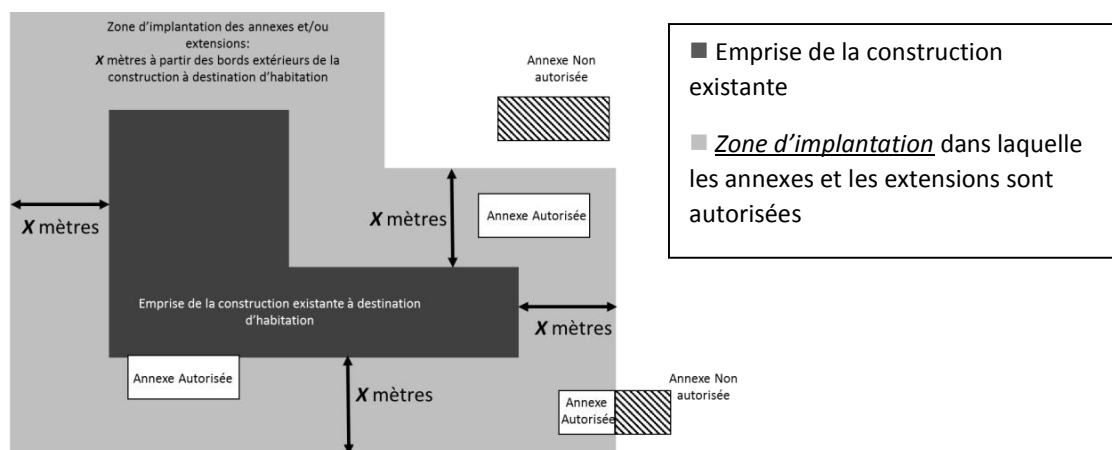 Zone d’implantation des annexes et/ou
extensions:
X mètres à partir des bords extérieurs de la
construction à destination d’habitation
Annexe Non
autorisée
X mètres
X mètres
Annexe Autorisée
Emprise de la construction existante à destination
d’habitation
X mètres
Annexe Autorisée
X mètres
Annexe
Autorisée
Annexe Non
autorisée
Emprise de la construction
existante
Zone d’implantation dans laquelle
les annexes et les extensions sont
autorisées